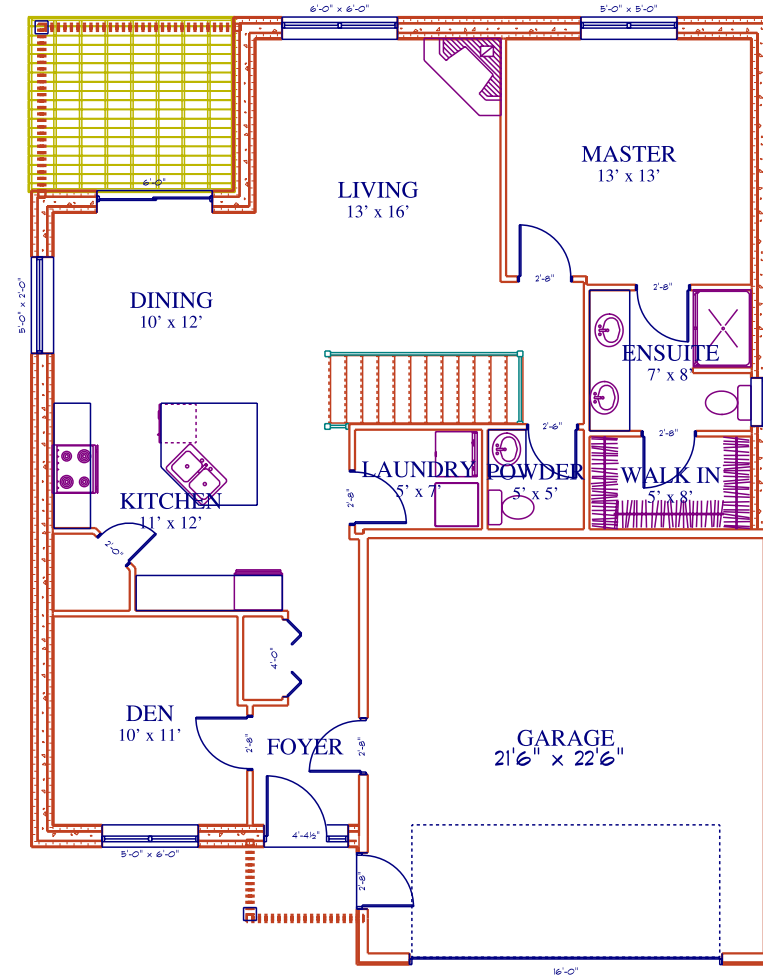 6'-0" x 6'-0"
5'-0" x 5'-0"
MASTER
13' x 13'
6'-0"
LIVING
13' x 16'
2'-8"
2'-8"
5'-0" x 2'-0"
DINING
10' x 12'
ENSUITE
7' x 8'
2'-6"
2'-8"
LAUNDRY
5' x 7'
POWDER
5' x 5'
WALK IN
5' x 8'
KITCHEN
11' x 12'
2'-8"
2'-0"
4'-0"
DEN
10' x 11'
2'-8"
FOYER
2'-8"
GARAGE
21'6" x 22'6"
4'-4½"
5'-0" x 6'-0"
2'-8"
16'-0"